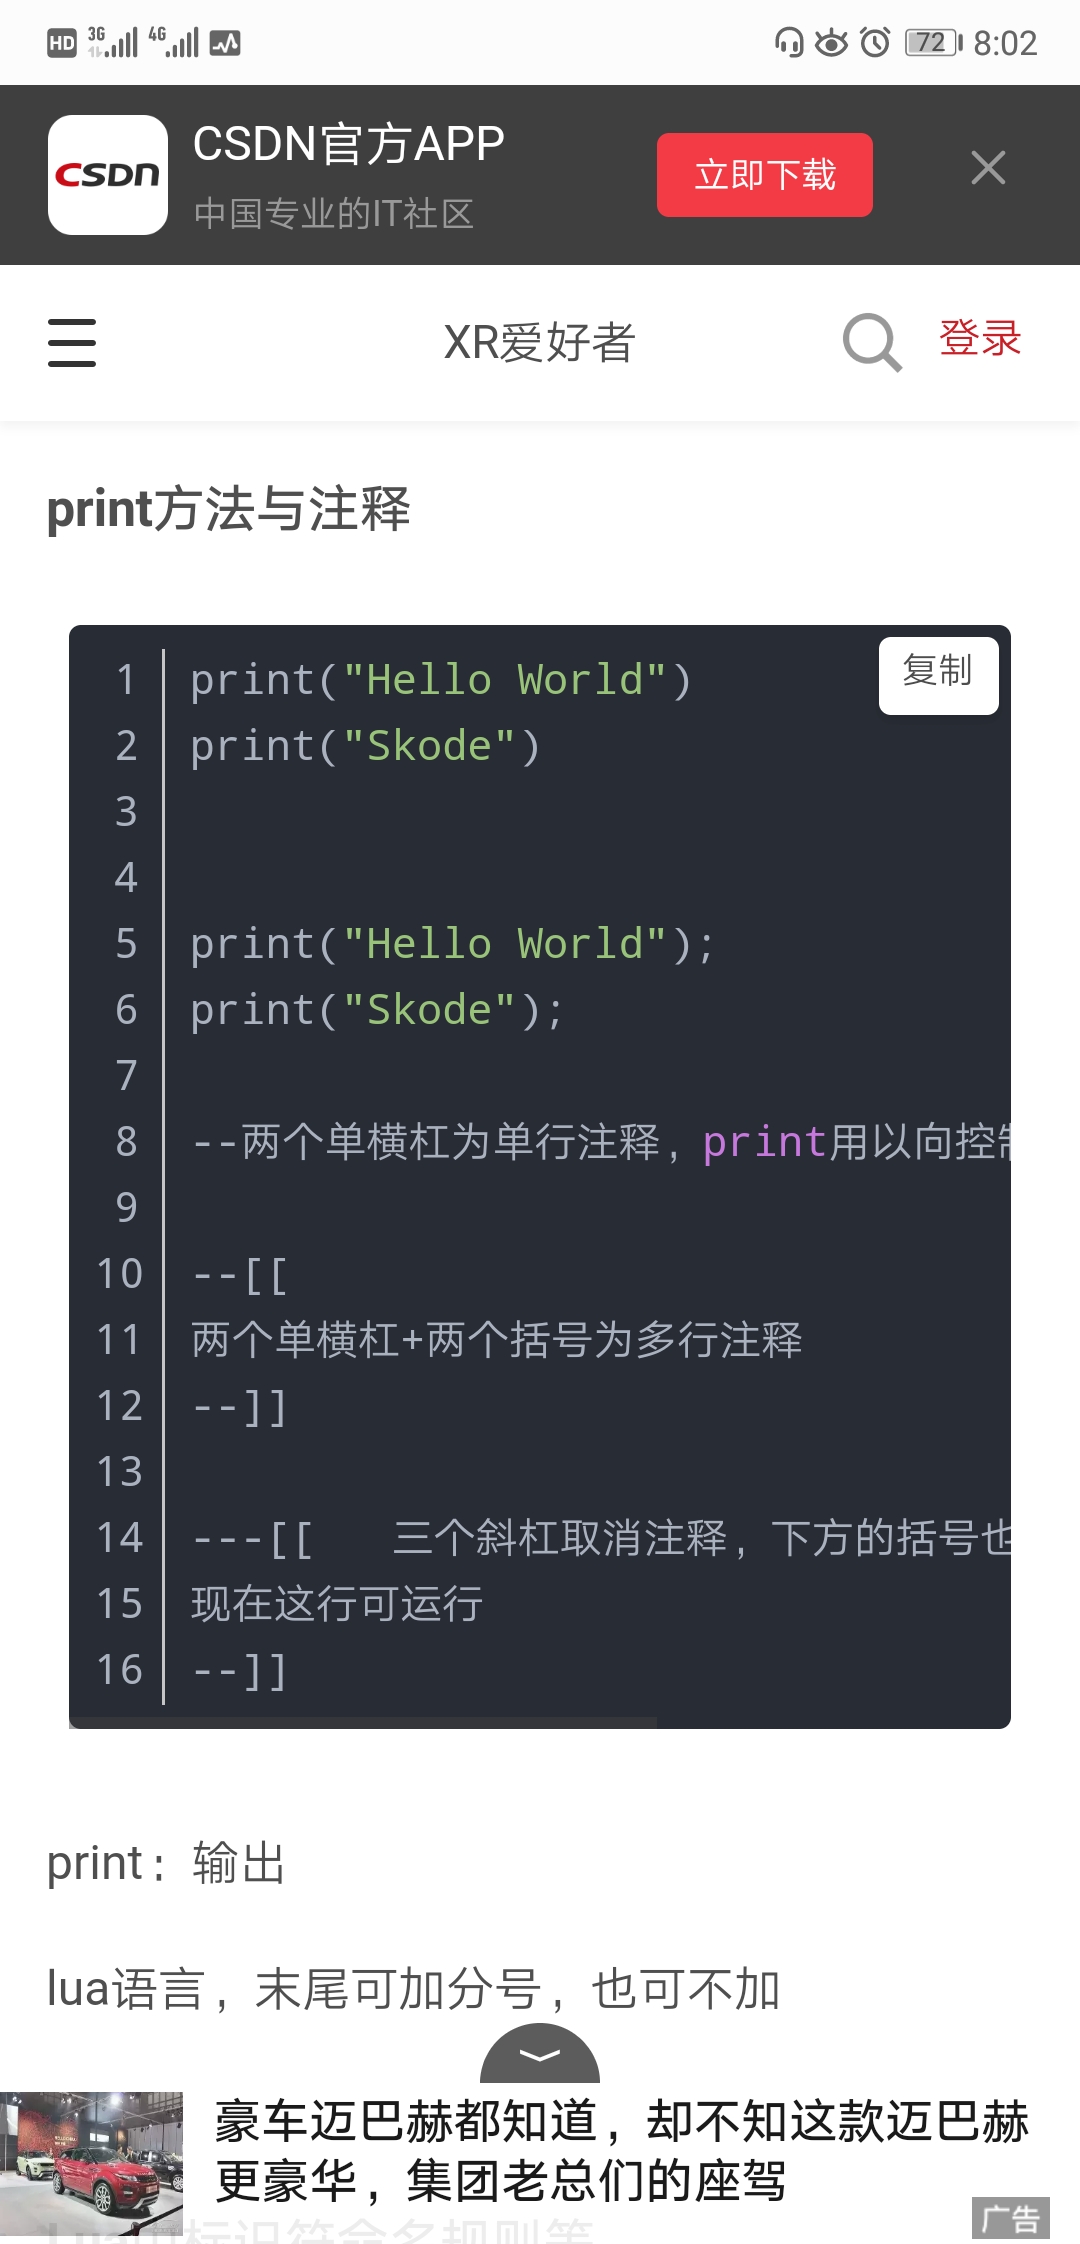 HD 3G 4G 72 8:02
CSDN CSDN官方APP
中国专业的IT社区
立即下载
XR爱好者
登录
print方法与注释
复制
1 print("Hello World")
2 print("Skode")
3
4
5 print("Hello World");
6 print("Skode");
7
8 --两个单横杠为单行注释，print用以向控制
9
10 --[[
11 两个单横杠+两个括号为多行注释
12 --]]
13
14 ---[[   三个斜杠取消注释，下方的括号也
15 现在这行可运行
16 --]]
print：输出
lua语言，末尾可加分号，也可不加
豪车迈巴赫都知道，却不知这款迈巴赫
更豪华，集团老总们的座驾
广告